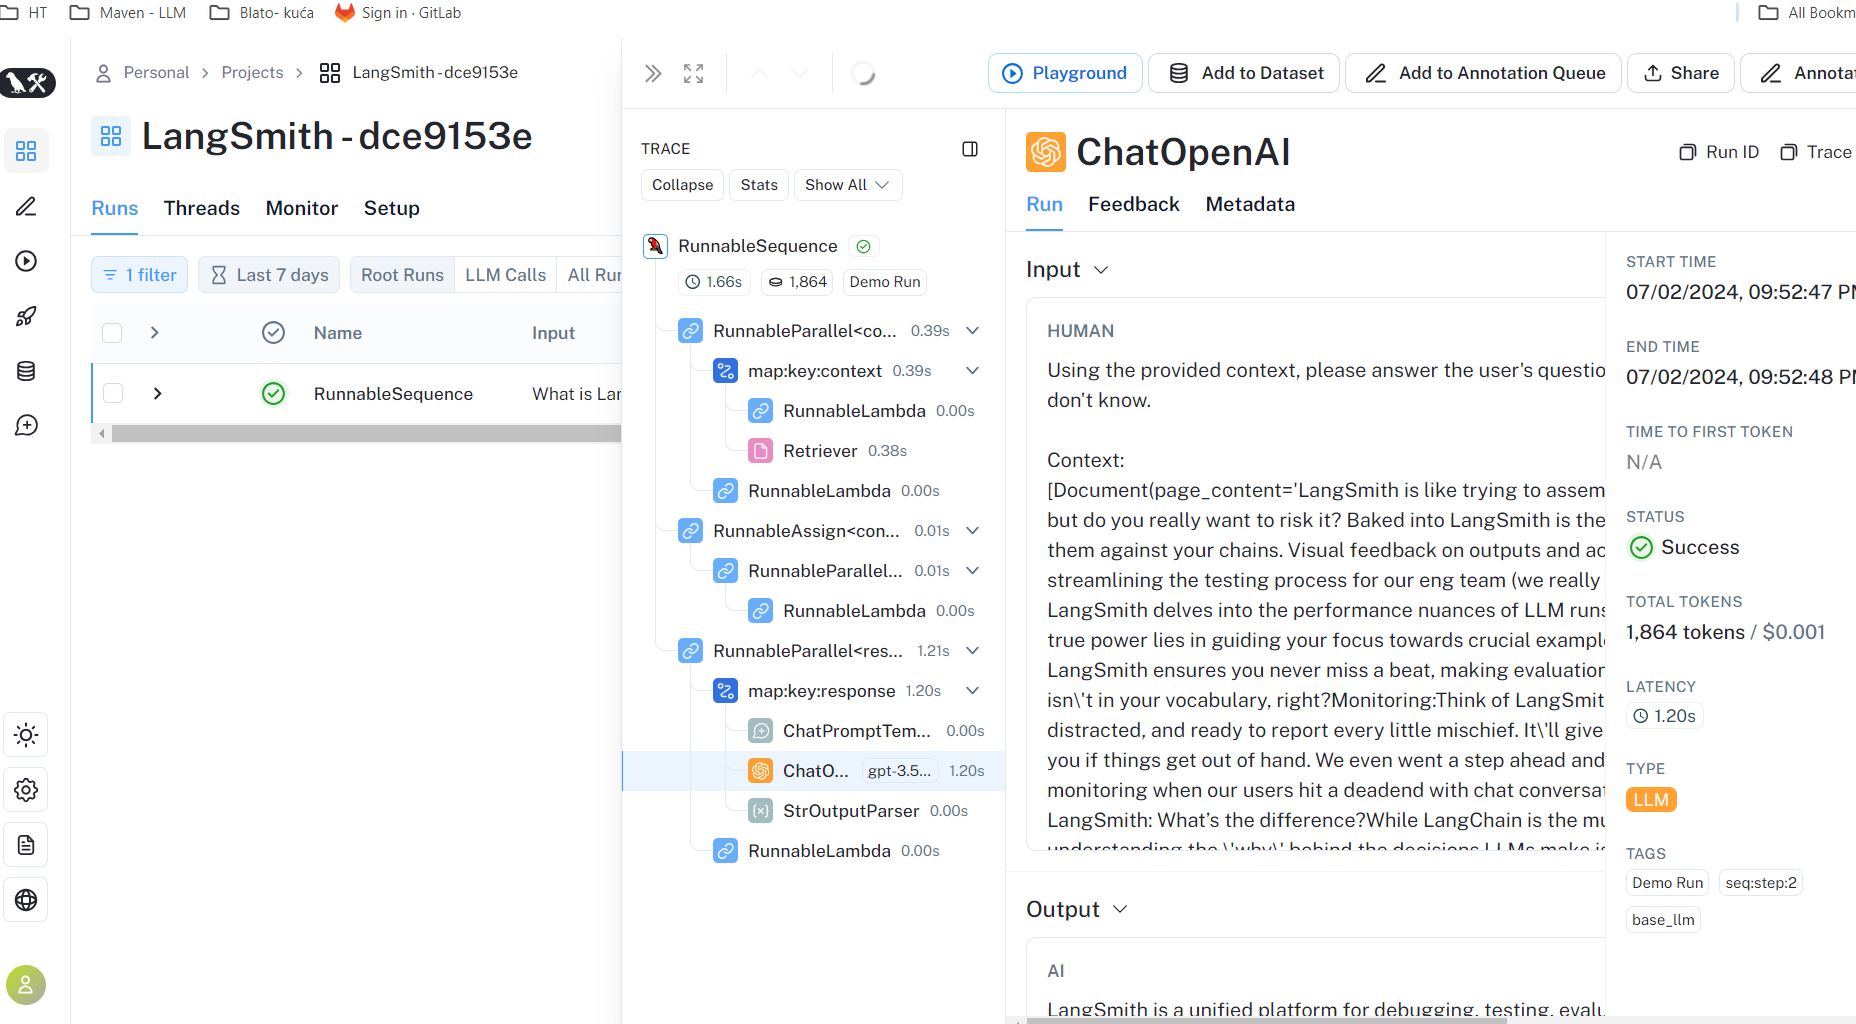 HT
Maven - LLM
Blato- kuća
Sign in · GitLab
All Bookm
Personal
Projects
LangSmith - dce9153e
LangSmith - dce9153e
Runs
Threads
Monitor
Setup
1 filter
Last 7 days
Root Runs
LLM Calls
All Rur
Name
Input
RunnableSequence
What is Lar
Playground
Add to Dataset
Add to Annotation Queue
Share
Annota
TRACE
Collapse
Stats
Show All
RunnableSequence
1.66s
1,864
Demo Run
RunnableParallel<co... 0.39s
map:key:context 0.39s
RunnableLambda 0.00s
Retriever 0.38s
RunnableLambda 0.00s
RunnableAssign<con... 0.01s
RunnableParallel... 0.01s
RunnableLambda 0.00s
RunnableParallel<res... 1.21s
map:key:response 1.20s
ChatPromptTem... 0.00s
ChatO... gpt-3.5... 1.20s
StrOutputParser 0.00s
RunnableLambda 0.00s
ChatOpenAI
Run ID
Trace
Run
Feedback
Metadata
Input
HUMAN
Using the provided context, please answer the user's questio
don't know.
Context:
[Document(page_content='LangSmith is like trying to assem
but do you really want to risk it? Baked into LangSmith is the
them against your chains. Visual feedback on outputs and ac
streamlining the testing process for our eng team (we really
LangSmith delves into the performance nuances of LLM runs
true power lies in guiding your focus towards crucial example
LangSmith ensures you never miss a beat, making evaluation
isn\'t in your vocabulary, right?Monitoring:Think of LangSmit
distracted, and ready to report every little mischief. It\'ll give
you if things get out of hand. We even went a step ahead and
monitoring when our users hit a deadend with chat conversat
LangSmith: What's the difference?While LangChain is the mu
understanding the \'why\' behind the decisions LLMs make is
Output
AI
LangSmith is a unified platform for debugging, testing, evalu
START TIME
07/02/2024, 09:52:47 PM
END TIME
07/02/2024, 09:52:48 PM
TIME TO FIRST TOKEN
N/A
STATUS
Success
TOTAL TOKENS
1,864 tokens / $0.001
LATENCY
1.20s
TYPE
LLM
TAGS
Demo Run
seq:step:2
base_llm